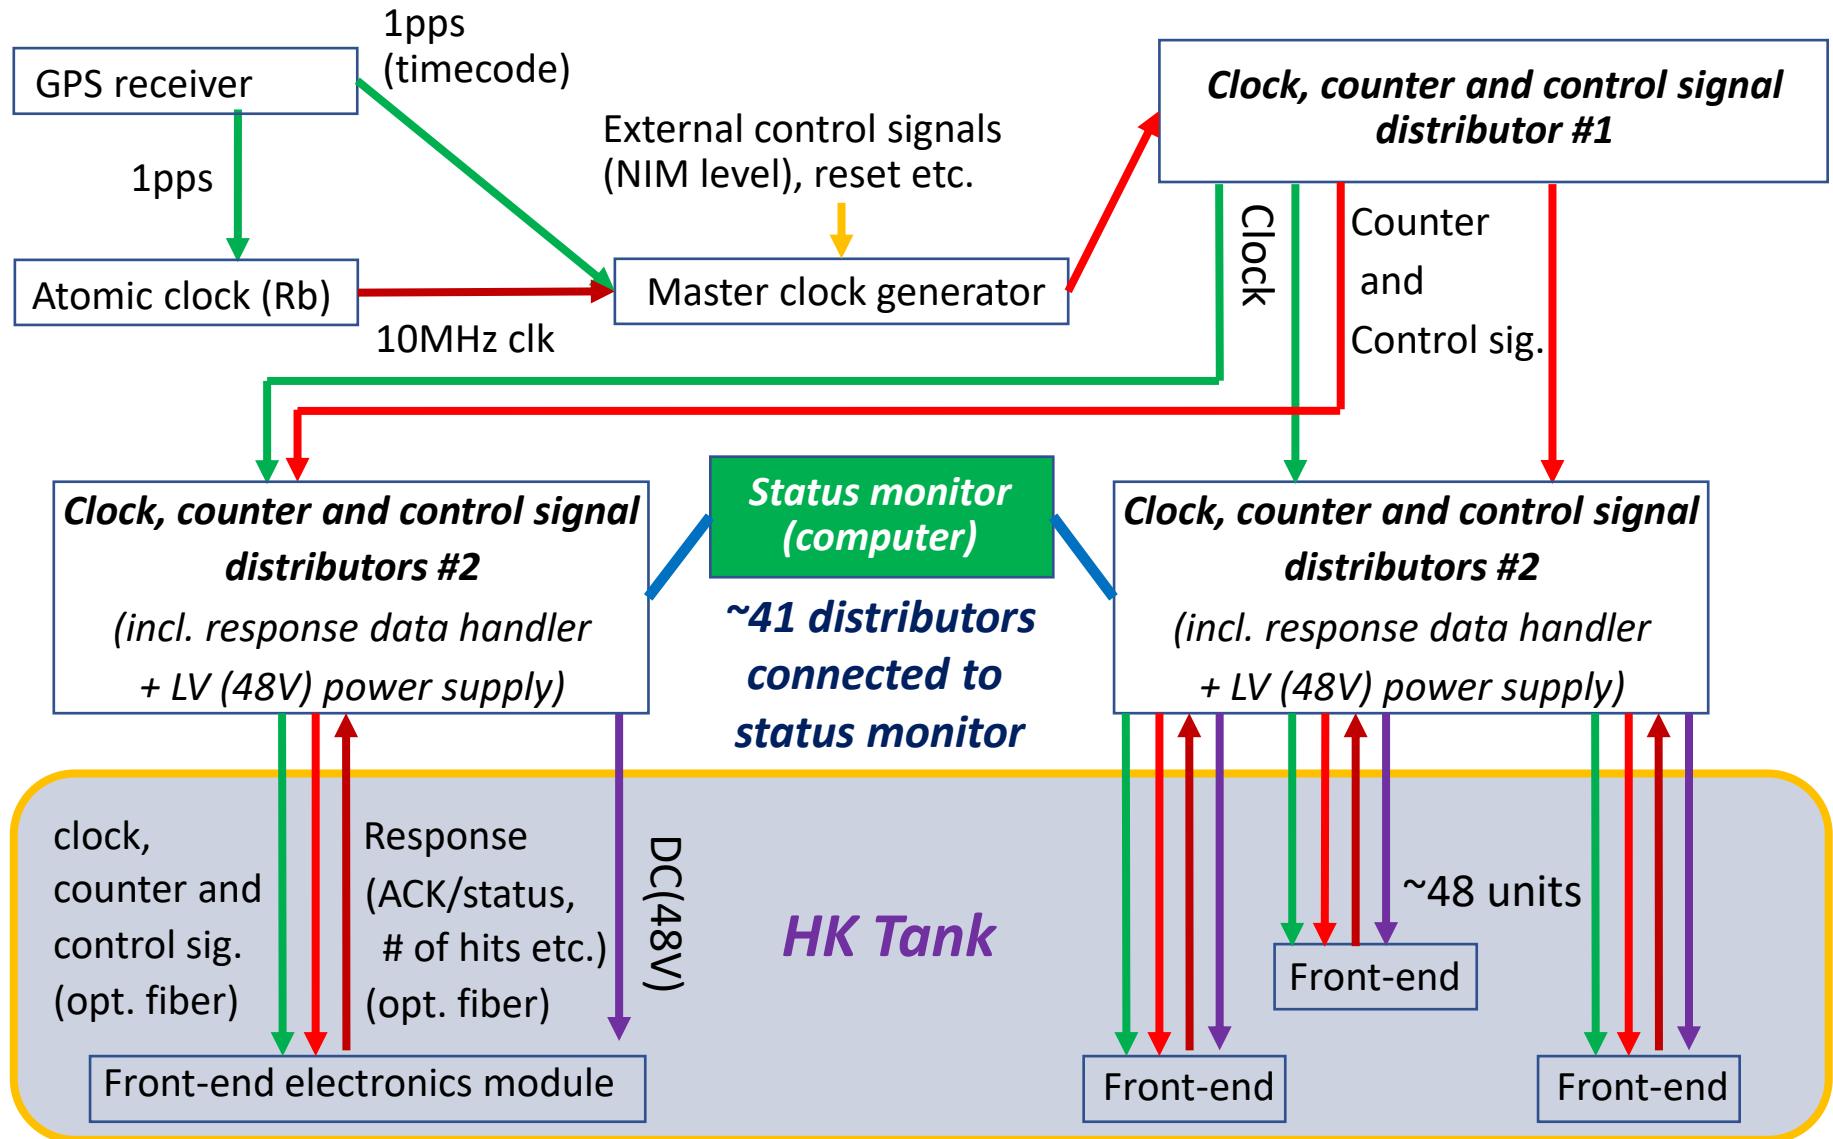 1pps
(timecode)
GPS receiver
1pps
External control signals
(NIM level), reset etc.
Clock, counter and control signal
distributor #1
Atomic clock (Rb)
10MHz clk
Master clock generator
Clock
Counter
and
Control sig.
Clock, counter and control signal
distributors #2
(incl. response data handler
+ LV (48V) power supply)
Status monitor
(computer)
~41 distributors
connected to
status monitor
Clock, counter and control signal
distributors #2
(incl. response data handler
+ LV (48V) power supply)
clock,
counter and
control sig.
(opt. fiber)
Response
(ACK/status,
# of hits etc.)
(opt. fiber)
DC(48V)
HK Tank
~48 units
Front-end
Front-end electronics module
Front-end
Front-end